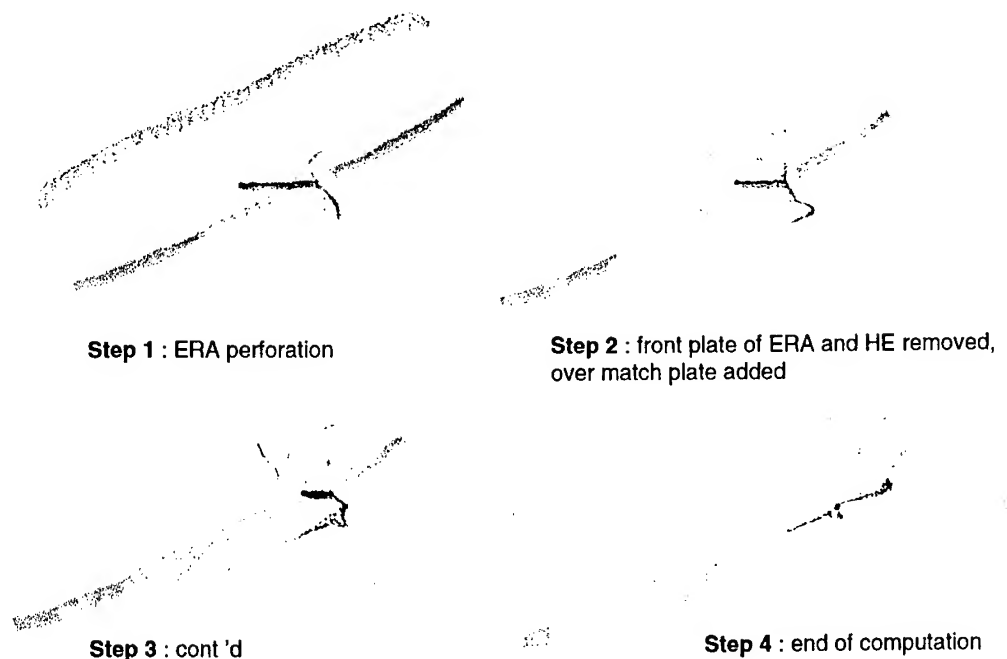 Step 1 : ERA perforation
Step 2 : front plate of ERA and HE removed,
over match plate added
Step 3 : cont 'd
Step 4 : end of computation